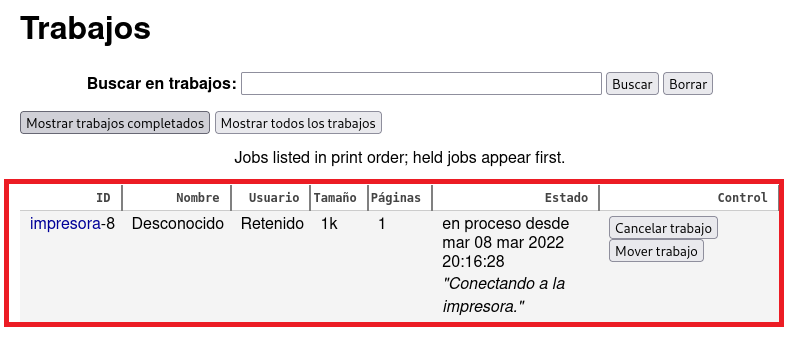 Trabajos
Buscar en trabajos: Buscar Borrar
Mostrar trabajos completados Mostrar todos los trabajos
Jobs listed in print order; held jobs appear first.
ID Nombre Usuario Tamaño Páginas Estado Control
impresora-8 Desconocido Retenido 1k 1 en proceso desde Cancelar trabajo
mar 08 mar 2022 Mover trabajo
20:16:28
"Conectando a la
impresora."